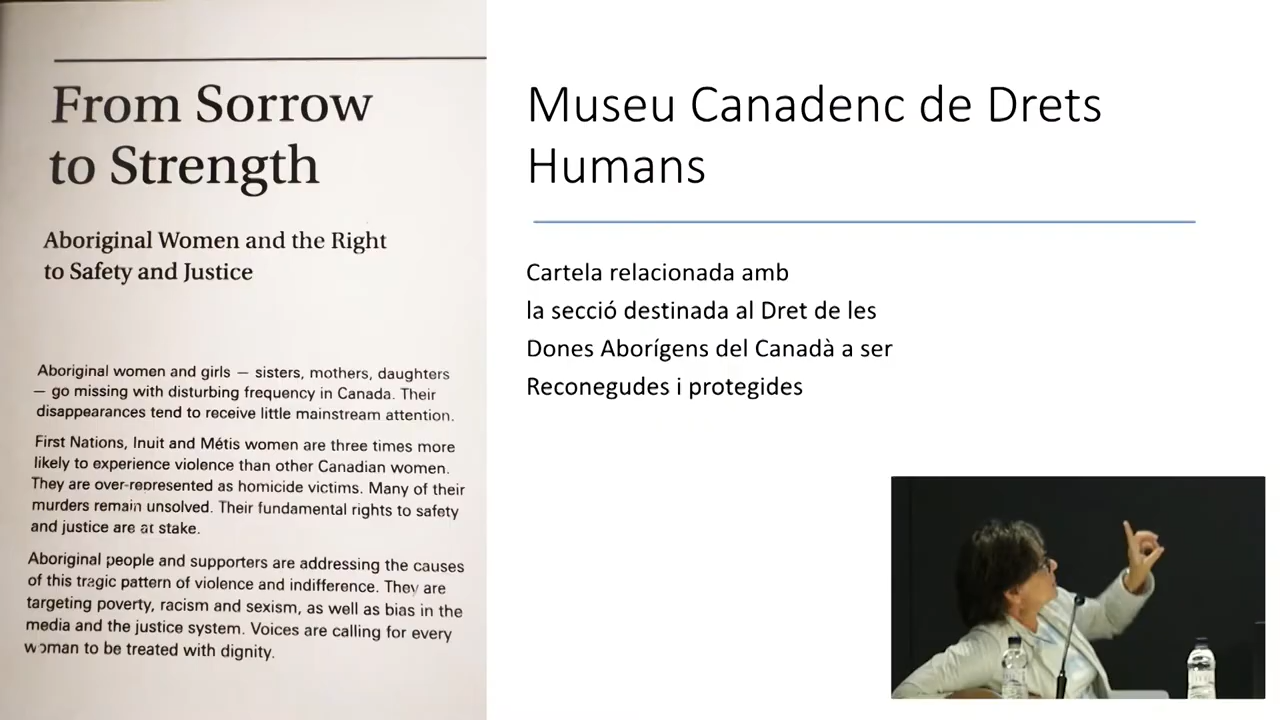 From Sorrow
to Strength
Aboriginal Women and the Right
to Safety and Justice
Aboriginal women and girls — sisters, mothers, daughters
— go missing with disturbing frequency in Canada. Their
disappearances tend to receive little mainstream attention.
First Nations, Inuit and Métis women are three times more
likely to experience violence than other Canadian women.
They are over-represented as homicide victims. Many of their
murders remain unsolved. Their fundamental rights to safety
and justice are at stake.
Aboriginal people and supporters are addressing the causes
of this tragic pattern of violence and indifference. They are
targeting poverty, racism and sexism, as well as bias in the
media and the justice system. Voices are calling for every
woman to be treated with dignity.
Museu Canadenc de Drets
Humans
Cartela relacionada amb
la secció destinada al Dret de les
Dones Aborígens del Canadà a ser
Reconegudes i protegides